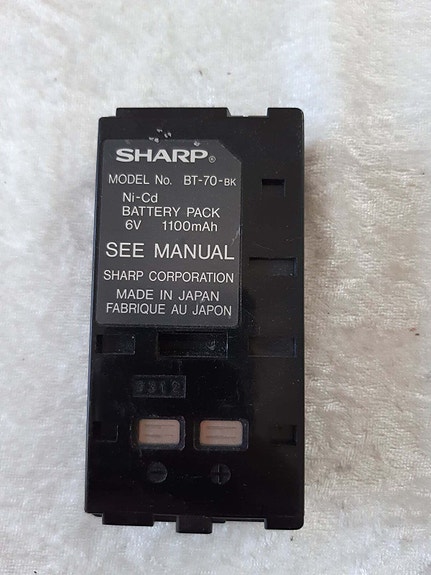 SHARP®
MODEL No. BT-70-BK
Ni-Cd
BATTERY PACK
6V 1100mAh
SEE MANUAL
SHARP CORPORATION
MADE IN JAPAN
FABRIQUE AU JAPON
- +